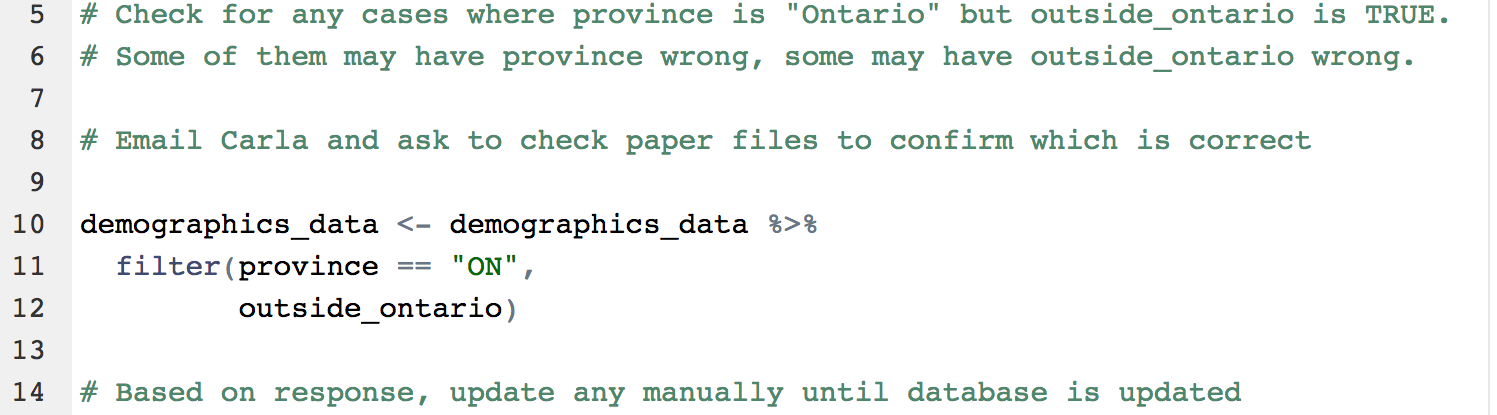 5 # Check for any cases where province is "Ontario" but outside_ontario is TRUE.
6 # Some of them may have province wrong, some may have outside_ontario wrong.
7
8 # Email Carla and ask to check paper files to confirm which is correct
9
10 demographics_data <- demographics_data %>%
11   filter(province == "ON",
12          outside_ontario)
13
14 # Based on response, update any manually until database is updated